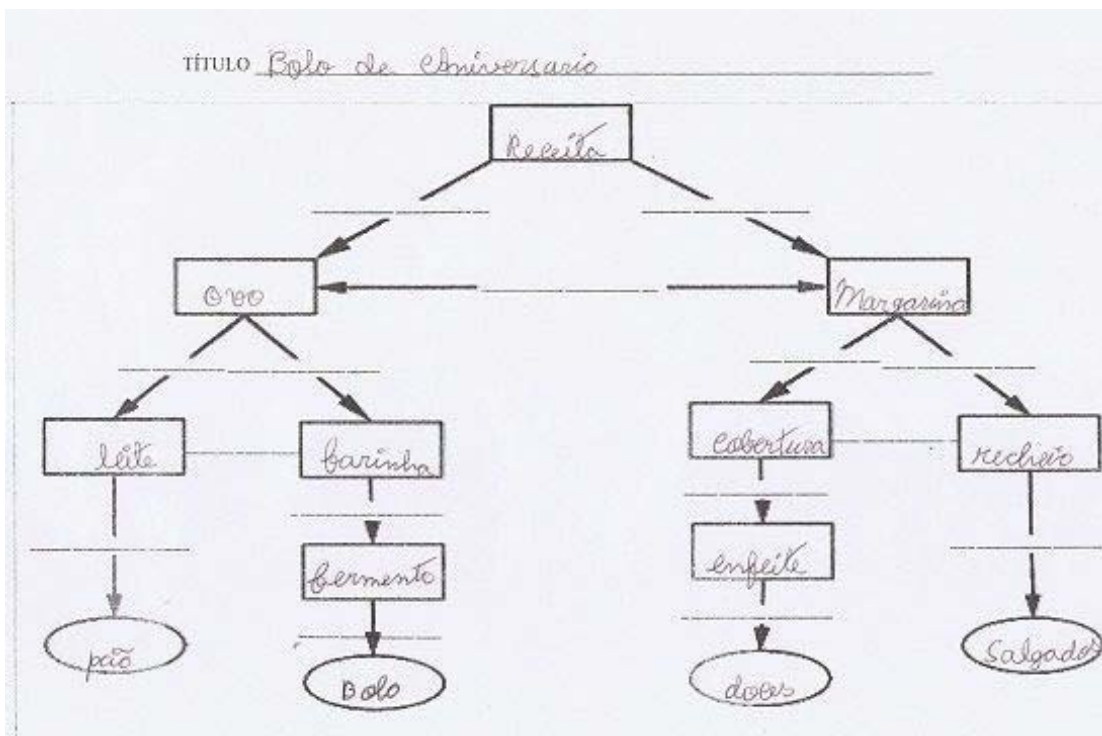 TÍTULO Bolo de Aniversario
Receita
Ovo
Margarina
leite
farinha
cobertura
recheio
fermento
enfeite
pão
Bolo
doces
Salgados